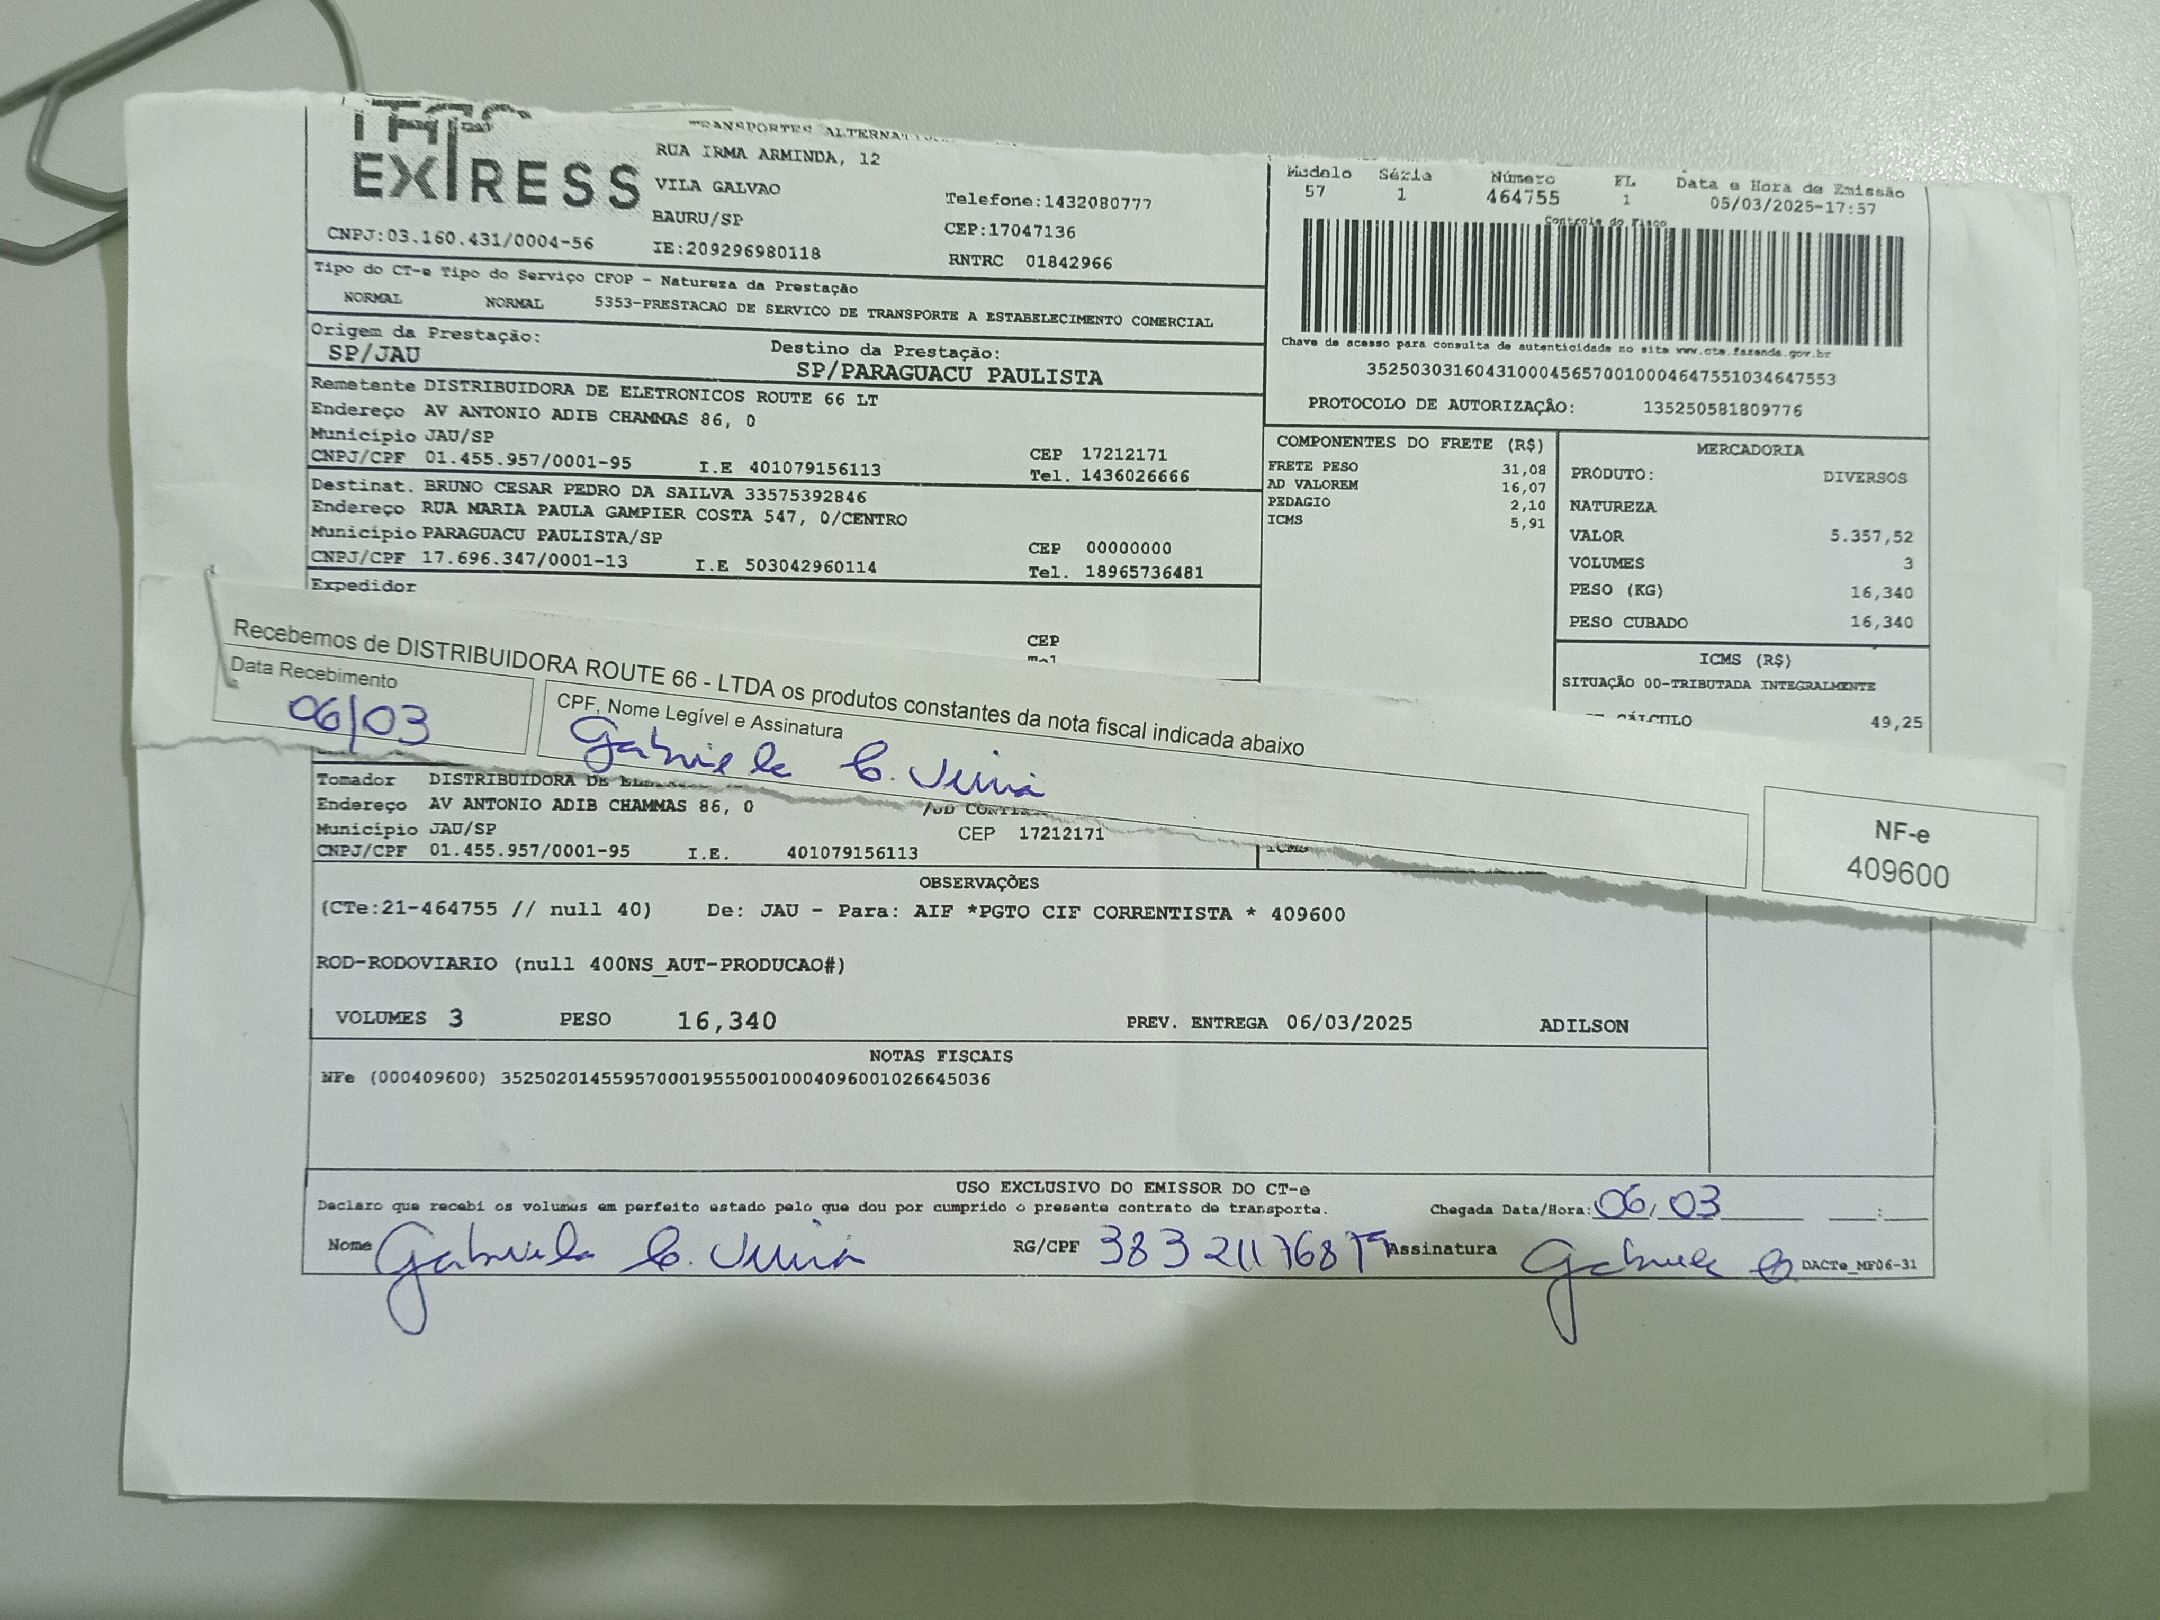 EXPRESS
TRANSPORTES
RUA IRMA ARMINDA, 12
VILA GALVAO
Telefone:1432080777
BAURU/SP
CEP:17047136
CNPJ:03.160.431/0004-56
IE:209296980118
RNTRC 01842966
Modelo Série Número FL Data e Hora de Emissão
57 1 464755 1 05/03/2025-17:57
Controle do Fisco
Chave de acesso para consulta de autenticidade no site www.cte.fazenda.gov.br
35250303160431000456570010004647551034647553
PROTOCOLO DE AUTORIZAÇÃO: 135250581809776
Tipo do CT-e Tipo do Serviço CFOP - Natureza da Prestação
NORMAL NORMAL 5353-PRESTACAO DE SERVICO DE TRANSPORTE A ESTABELECIMENTO COMERCIAL
Origem da Prestação: Destino da Prestação:
SP/JAU SP/PARAGUACU PAULISTA
Remetente DISTRIBUIDORA DE ELETRONICOS ROUTE 66 LT
Endereço AV ANTONIO ADIB CHAMMAS 86, 0
Município JAU/SP CEP 17212171
CNPJ/CPF 01.455.957/0001-95 I.E 401079156113 Tel. 1436026666
Destinat. BRUNO CESAR PEDRO DA SAILVA 33575392846
Endereço RUA MARIA PAULA GAMPIER COSTA 547, 0/CENTRO
Município PARAGUACU PAULISTA/SP CEP 00000000
CNPJ/CPF 17.696.347/0001-13 I.E 503042960114 Tel. 18965736481
Expedidor
CEP
COMPONENTES DO FRETE (R$)
FRETE PESO 31,08
AD VALOREM 16,07
PEDAGIO 2,10
ICMS 5,91
MERCADORIA
PRODUTO: DIVERSOS
NATUREZA
VALOR 5.357,52
VOLUMES 3
PESO (KG) 16,340
PESO CUBADO 16,340
ICMS (R$)
SITUAÇÃO 00-TRIBUTADA INTEGRALMENTE
CÁLCULO 49,25
Recebemos de DISTRIBUIDORA ROUTE 66 - LTDA os produtos constantes da nota fiscal indicada abaixo
Data Recebimento
06/03
CPF, Nome Legível e Assinatura
Gabriela C.
NF-e
409600
Tomador DISTRIBUIDORA DE
Endereço AV ANTONIO ADIB CHAMMAS 86, 0
Município JAU/SP CEP 17212171
CNPJ/CPF 01.455.957/0001-95 I.E. 401079156113
ICMS
OBSERVAÇÕES
(CTe:21-464755 // null 40) De: JAU - Para: AIF *PGTO CIF CORRENTISTA * 409600
ROD-RODOVIARIO (null 400NS_AUT-PRODUCAO#)
VOLUMES 3 PESO 16,340 PREV. ENTREGA 06/03/2025 ADILSON
NOTAS FISCAIS
NFe (000409600) 35250201455957000195550010004096001026645036
USO EXCLUSIVO DO EMISSOR DO CT-e
Declaro que recebi os volumes em perfeito estado pelo que dou por cumprido o presente contrato de transporte. Chegada Data/Hora: 06/03 __:__
Nome Gabriela C. RG/CPF Assinatura Gabriela C DACTe_MF06-31